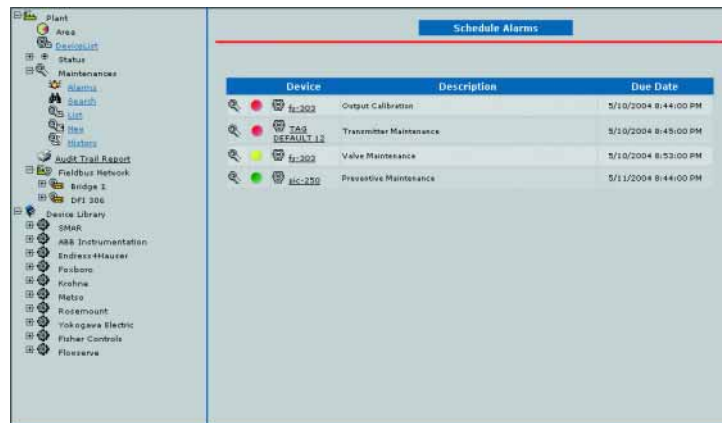 Plant
Area
DeviceList
Status
Maintenances
Alarms
Search
List
New
History
Audit Trail Report
Fieldbus Network
Bridge 1
DFI 306
Device Library
SMAR
ABB Instrumentation
Endress+Hauser
Foxboro
Krohne
Metso
Rosemount
Yokogawa Electric
Fisher Controls
Flowserve
Schedule Alarms
Device Description Due Date
fz-303 Output Calibration 5/10/2004 8:44:00 PM
TAG DEFAULT 12 Transmitter Maintenance 5/10/2004 8:45:00 PM
fz-202 Valve Maintenance 5/10/2004 8:53:00 PM
pic-250 Preventive Maintenance 5/11/2004 8:44:00 PM